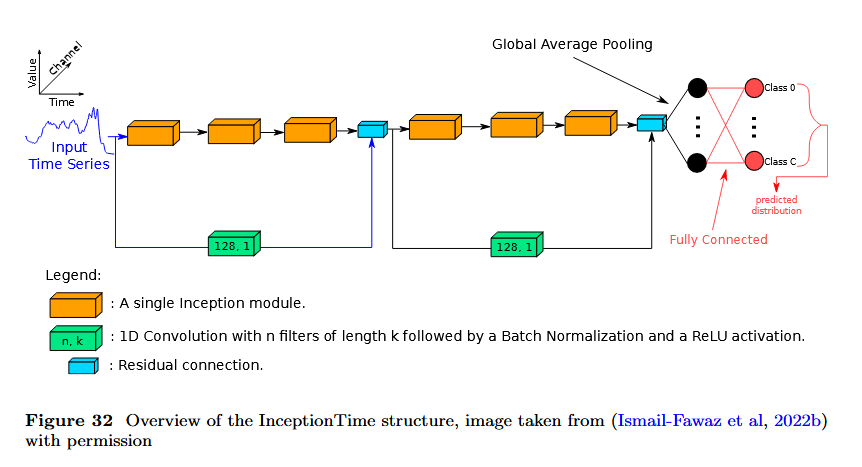 Global Average Pooling
Value
Channel
Time
Input
Time Series
Class 0
Class C
128, 1
128, 1
predicted
distribution
Fully Connected
Legend:
: A single Inception module.
n, k
: 1D Convolution with n filters of length k followed by a Batch Normalization and a ReLU activation.
: Residual connection.
Figure 32 Overview of the InceptionTime structure, image taken from (Ismail-Fawaz et al, 2022b)
with permission